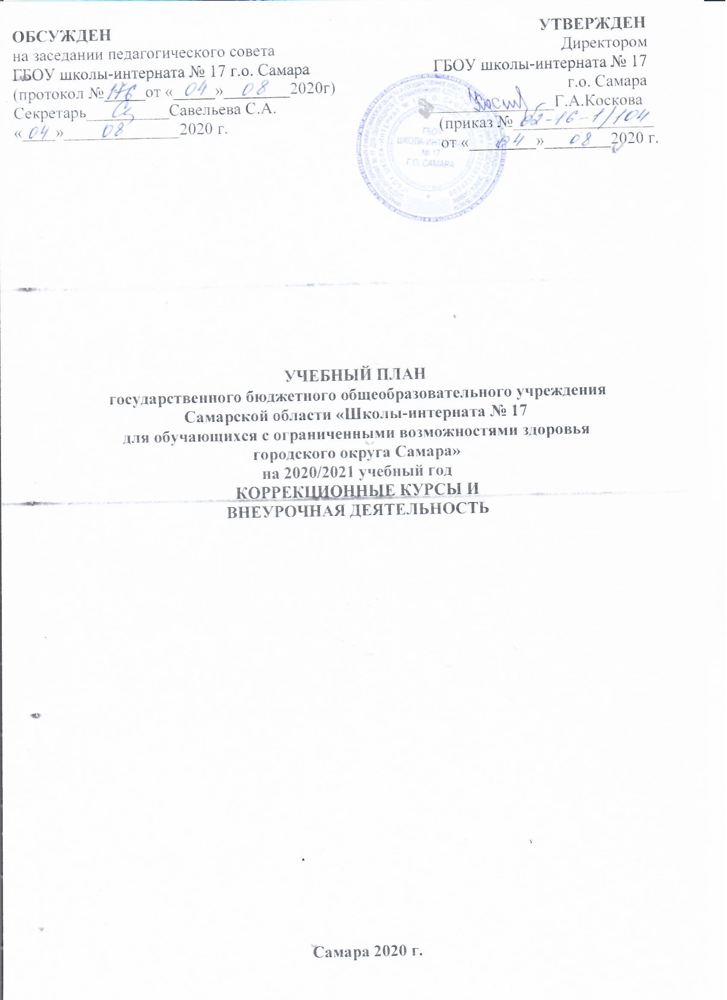 ОБСУЖДЕН
на заседании педагогического совета
ГБОУ школы-интерната № 17 г.о. Самара
(протокол № 176 от « 04 » 08 2020г)
Секретарь Савельева С.А.
« 04 » 08 2020 г.
УТВЕРЖДЕН
Директором
ГБОУ школы-интерната № 17
г.о. Самара
Г.А.Коскова
(приказ № 02-16-1/104
от « 04 » 08 2020 г.
ГБОУ
ШКОЛА-ИНТЕРНАТ
№ 17
Г.О. САМАРА
УЧЕБНЫЙ ПЛАН
государственного бюджетного общеобразовательного учреждения
Самарской области «Школы-интерната № 17
для обучающихся с ограниченными возможностями здоровья
городского округа Самара»
на 2020/2021 учебный год
КОРРЕКЦИОННЫЕ КУРСЫ И
ВНЕУРОЧНАЯ ДЕЯТЕЛЬНОСТЬ
Самара 2020 г.